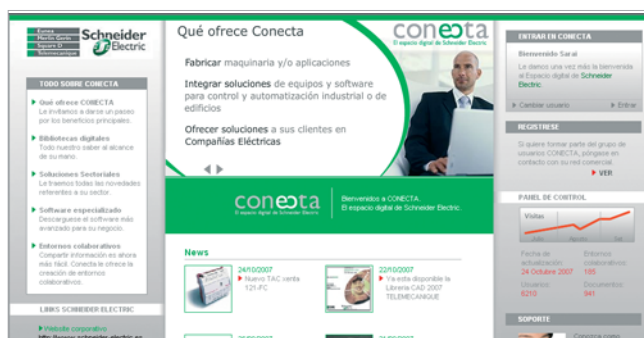 Eunea
Merlin Gerin
Square D
Telemecanique
Schneider
Electric
TODO SOBRE CONECTA
Qué ofrece CONECTA
Le invitamos a darse un paseo
por los beneficios principales.
Bibliotecas digitales
Todo nuestro saber al alcance
de su mano.
Soluciones Sectoriales
Le traemos todas las novedades
referentes a su sector.
Software especializado
Descarguese el software más
avanzado para su negocio.
Entornos colaborativos
Compartir información es ahora
más fácil. Conecta le ofrece la
creación de entornos
colaborativos.
LINKS SCHNEIDER ELECTRIC
Website corporativo
Qué ofrece Conecta
conecta
El espacio digital de Schneider Electric
Fabricar maquinaria y/o aplicaciones
Integrar soluciones de equipos y software
para control y automatización industrial o de
edificios
Ofrecer soluciones a sus clientes en
Compañías Eléctricas
conecta
El espacio digital de Schneider Electric
Bienvenidos a CONECTA.
El espacio digital de Schneider Electric.
News
24/10/2007
Nuevo TAC xenta
121-FC
22/10/2007
Ya esta disponible la
Libreria CAD 2007
TELEMECANIQUE
ENTRAR EN CONECTA
Bienvenido Sarai
Le damos una vez más la bienvenida
al Espacio digital de Schneider
Electric.
Cambiar usuario
Entrar
REGISTRESE
Si quiere formar parte del grupo de
usuarios CONECTA, póngase en
contacto con su red comercial.
VER
PANEL DE CONTROL
Visitas
Julio
Agosto
Fecha de
actualización:
24 Octubre 2007
Entornos
colaborativos:
185
Usuarios:
6210
Documentos:
941
SOPORTE